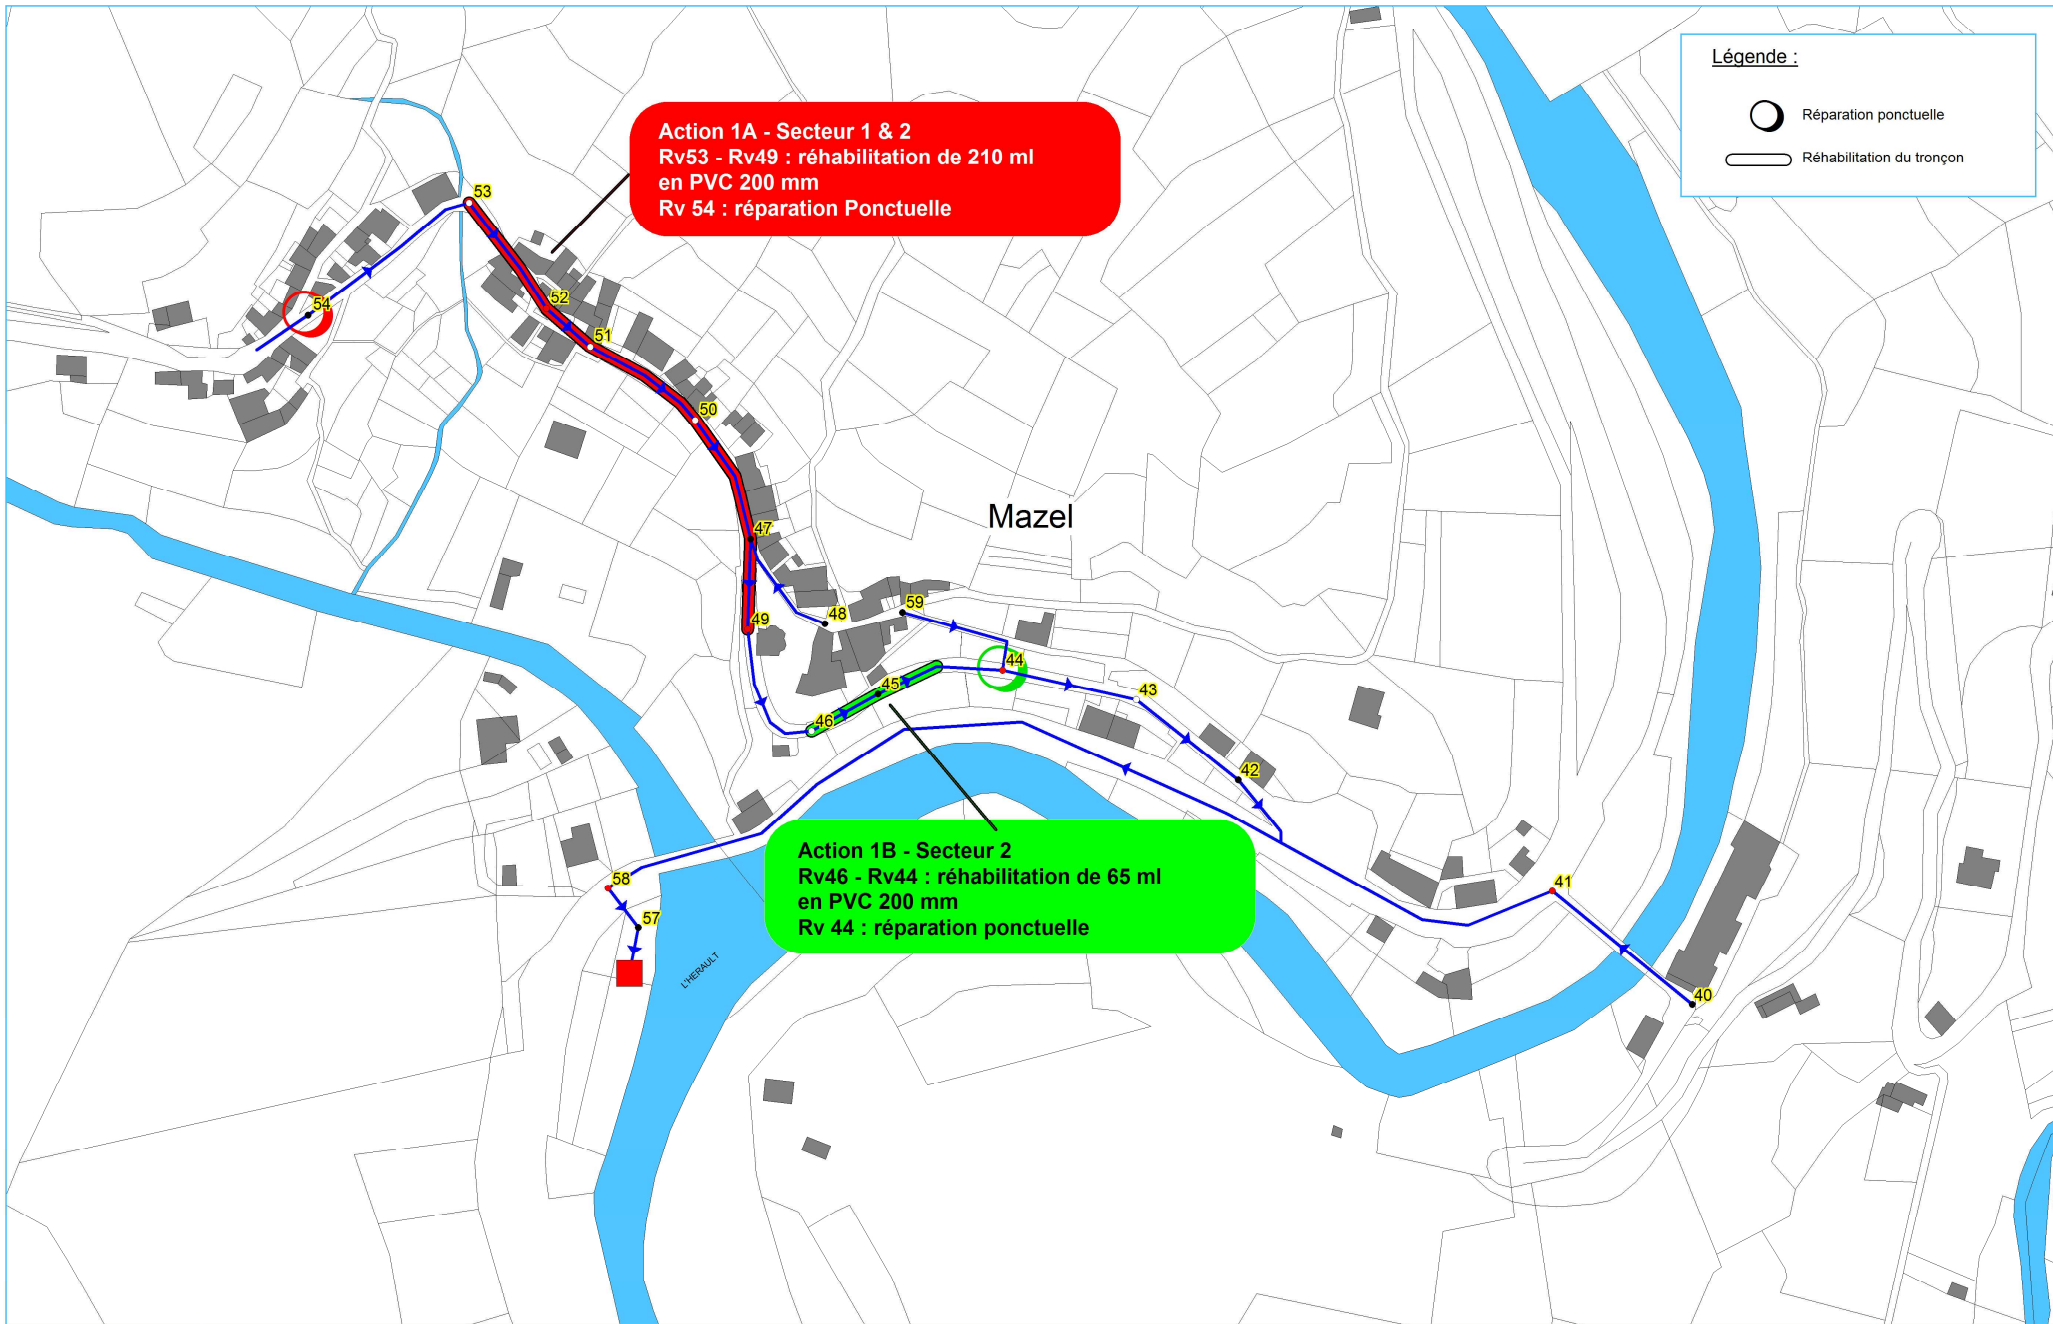 Légende :
Réparation ponctuelle
Réhabilitation du tronçon
Action 1A - Secteur 1 & 2
Rv53 - Rv49 : réhabilitation de 210 ml
en PVC 200 mm
Rv 54 : réparation Ponctuelle
53
54
52
51
50
47
Mazel
49
48
59
44
45
46
43
42
Action 1B - Secteur 2
Rv46 - Rv44 : réhabilitation de 65 ml
en PVC 200 mm
Rv 44 : réparation ponctuelle
58
57
41
40
L'HERAULT